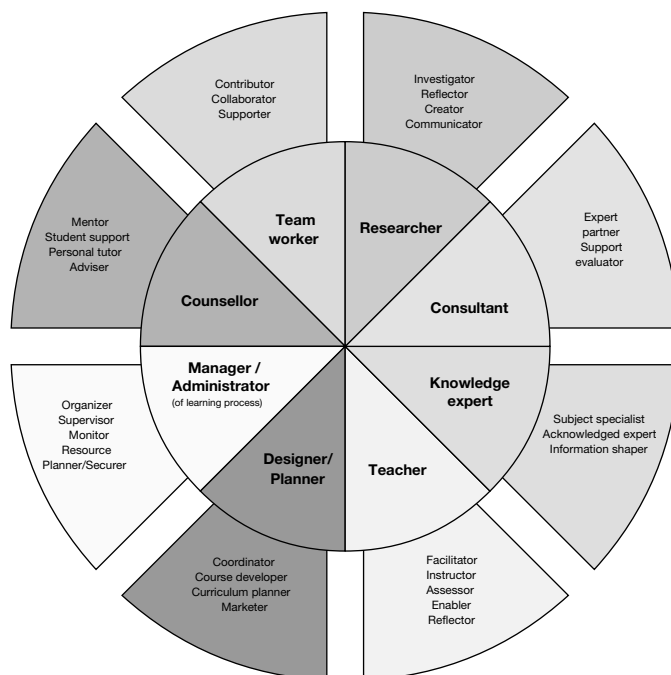 Contributor
Collaborator
Supporter
Investigator
Reflector
Creator
Communicator
Mentor
Student support
Personal tutor
Adviser
Team
worker
Researcher
Expert
partner
Support
evaluator
Counsellor
Consultant
Manager /
Administrator
(of learning process)
Knowledge
expert
Organizer
Supervisor
Monitor
Resource
Planner/Securer
Designer/
Planner
Teacher
Subject specialist
Acknowledged expert
Information shaper
Coordinator
Course developer
Curriculum planner
Marketer
Facilitator
Instructor
Assessor
Enabler
Reflector